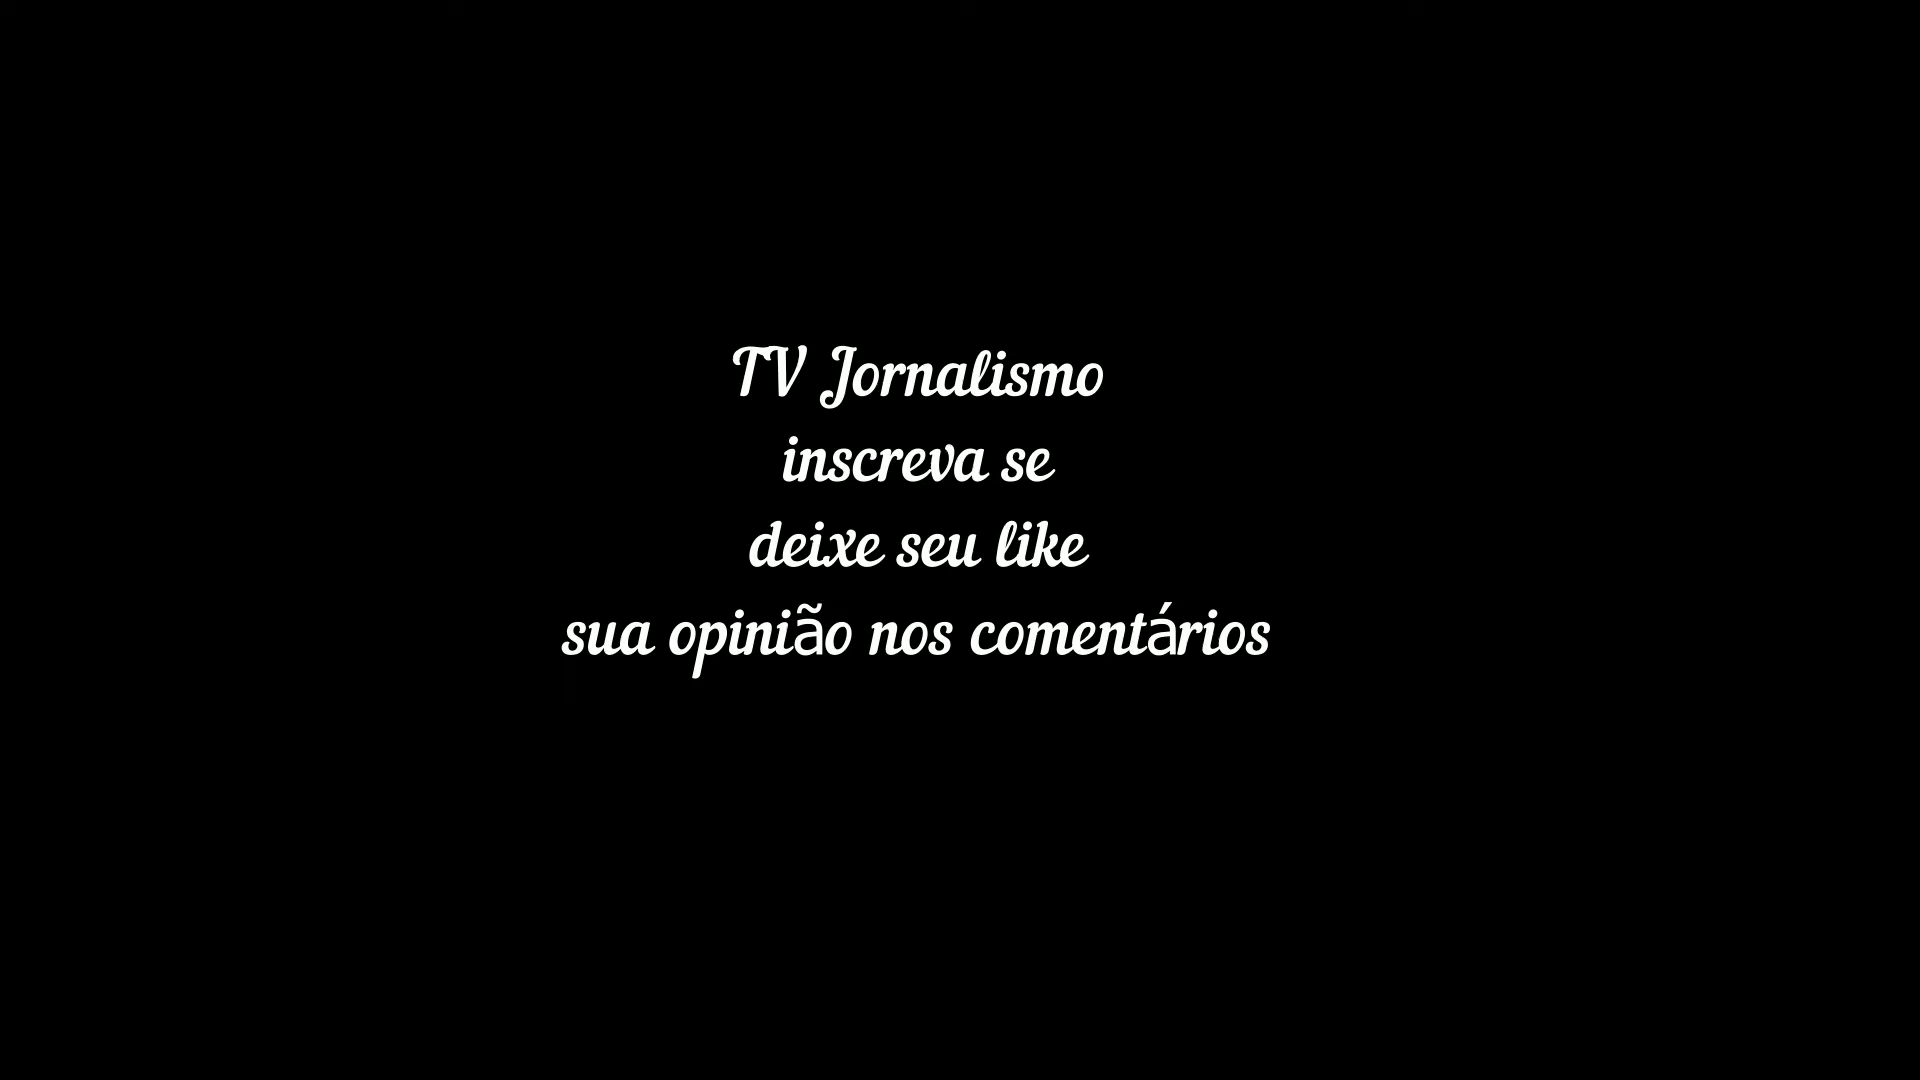 TV Jornalismo
inscreva se
deixe seu like
sua opinião nos comentários